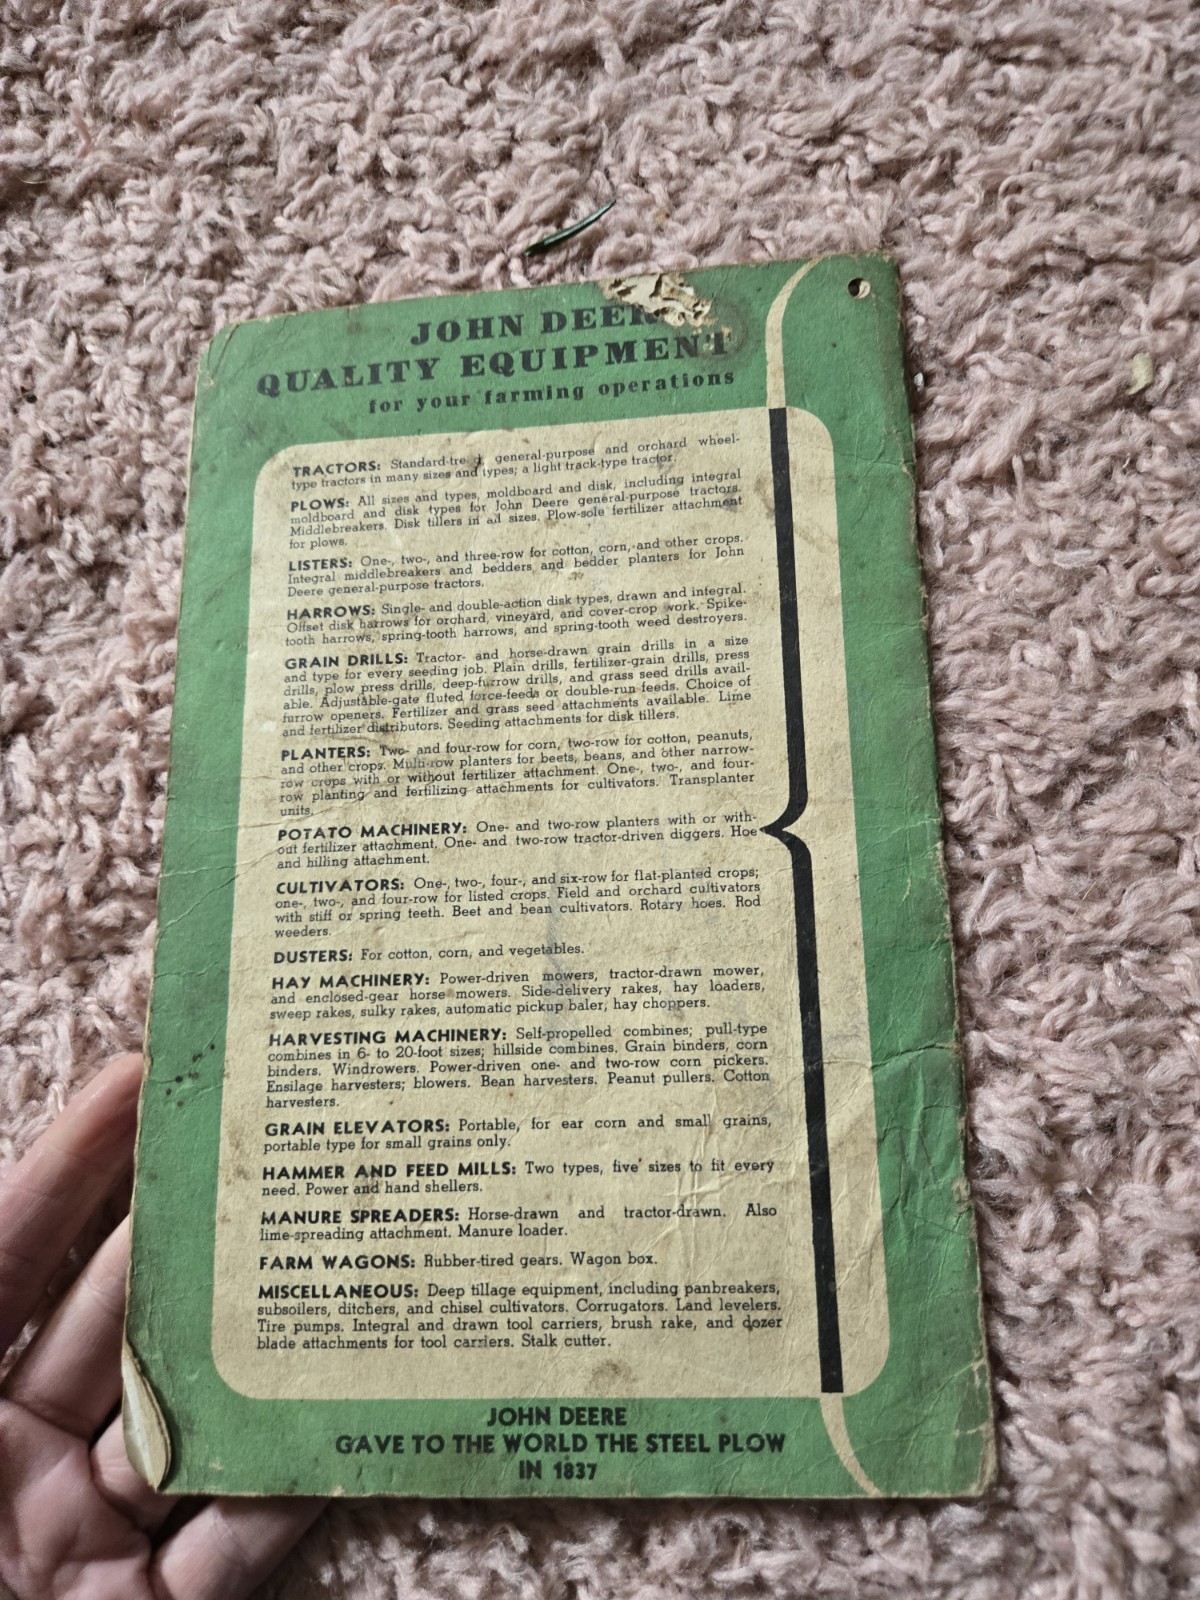 JOHN DEERE
QUALITY EQUIPMENT
for your farming operations
TRACTORS: Standard-tread, general-purpose and orchard wheel-
type tractors in many sizes and types; a light track-type tractor.
PLOWS: All sizes and types, moldboard and disk, including integral
moldboard and disk types for John Deere general-purpose tractors.
Middlebreakers. Disk tillers in all sizes. Plow-sole fertilizer attachment
for plows.
LISTERS: One-, two-, and three-row for cotton, corn, and other crops.
Integral middlebreakers and bedders and bedder planters for John
Deere general-purpose tractors.
HARROWS: Single- and double-action disk types, drawn and integral.
Offset disk harrows for orchard, vineyard, and cover-crop work. Spike-
tooth harrows, spring-tooth harrows, and spring-tooth weed destroyers.
GRAIN DRILLS: Tractor- and horse-drawn grain drills in a size
and type for every seeding job. Plain drills, fertilizer-grain drills, press
drills, plow press drills, deep-furrow drills, and grass seed drills avail-
able. Adjustable-gate fluted force-feeds or double-run feeds. Choice of
furrow openers. Fertilizer and grass seed attachments available. Lime
and fertilizer distributors. Seeding attachments for disk tillers.
PLANTERS: Two- and four-row for corn, two-row for cotton, peanuts,
and other crops. Multi-row planters for beets, beans, and other narrow-
row crops with or without fertilizer attachment. One-, two-, and four-
row planting and fertilizing attachments for cultivators. Transplanter
units.
POTATO MACHINERY: One- and two-row planters with or with-
out fertilizer attachment. One- and two-row tractor-driven diggers. Hoe
and hilling attachment.
CULTIVATORS: One-, two-, four-, and six-row for flat-planted crops;
one-, two-, and four-row for listed crops. Field and orchard cultivators
with stiff or spring teeth. Beet and bean cultivators. Rotary hoes. Rod
weeders.
DUSTERS: For cotton, corn, and vegetables.
HAY MACHINERY: Power-driven mowers, tractor-drawn mower,
and enclosed-gear horse mowers. Side-delivery rakes, hay loaders,
sweep rakes, sulky rakes, automatic pickup baler, hay choppers.
HARVESTING MACHINERY: Self-propelled combines; pull-type
combines in 6- to 20-foot sizes; hillside combines. Grain binders, corn
binders. Windrowers. Power-driven one- and two-row corn pickers.
Ensilage harvesters; blowers. Bean harvesters. Peanut pullers. Cotton
harvesters.
GRAIN ELEVATORS: Portable, for ear corn and small grains,
portable type for small grains only.
HAMMER AND FEED MILLS: Two types, five sizes to fit every
need. Power and hand shellers.
MANURE SPREADERS: Horse-drawn and tractor-drawn. Also
lime-spreading attachment. Manure loader.
FARM WAGONS: Rubber-tired gears. Wagon box.
MISCELLANEOUS: Deep tillage equipment, including panbreakers,
subsoilers, ditchers, and chisel cultivators. Corrugators. Land levelers.
Tire pumps. Integral and drawn tool carriers, brush rake, and dozer
blade attachments for tool carriers. Stalk cutter.
JOHN DEERE
GAVE TO THE WORLD THE STEEL PLOW
IN 1837